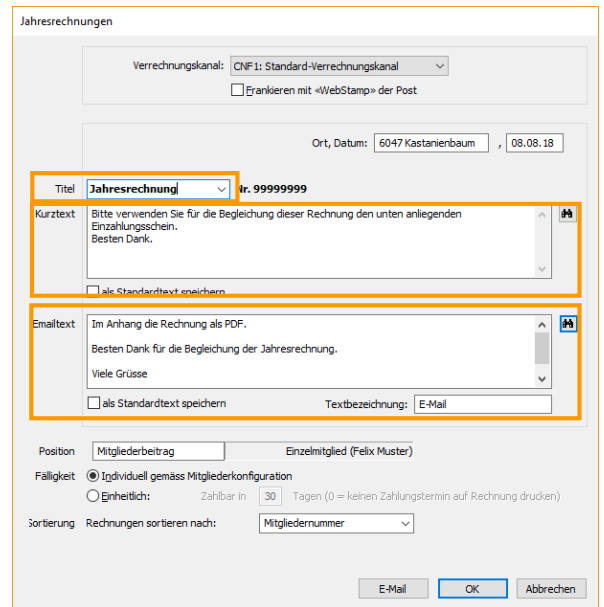 Jahresrechnungen
Verrechnungskanal: CNF1: Standard-Verrechnungskanal
Frankieren mit «WebStamp» der Post
Ort, Datum: 6047 Kastanienbaum , 08.08.18
Titel Jahresrechnung Nr. 99999999
Kurztext Bitte verwenden Sie für die Begleichung dieser Rechnung den unten anliegenden
Einzahlungsschein.
Besten Dank.
als Standardtext speichern
Emailtext Im Anhang die Rechnung als PDF.
Besten Dank für die Begleichung der Jahresrechnung.
Viele Grüsse
als Standardtext speichern Textbezeichnung: E-Mail
Position Mitgliederbeitrag Einzelmitglied (Felix Muster)
Fälligkeit Individuell gemäss Mitgliederkonfiguration
Einheitlich: Zahlbar in 30 Tagen (0 = keinen Zahlungstermin auf Rechnung drucken)
Sortierung Rechnungen sortieren nach: Mitgliedernummer
E-Mail OK Abbrechen